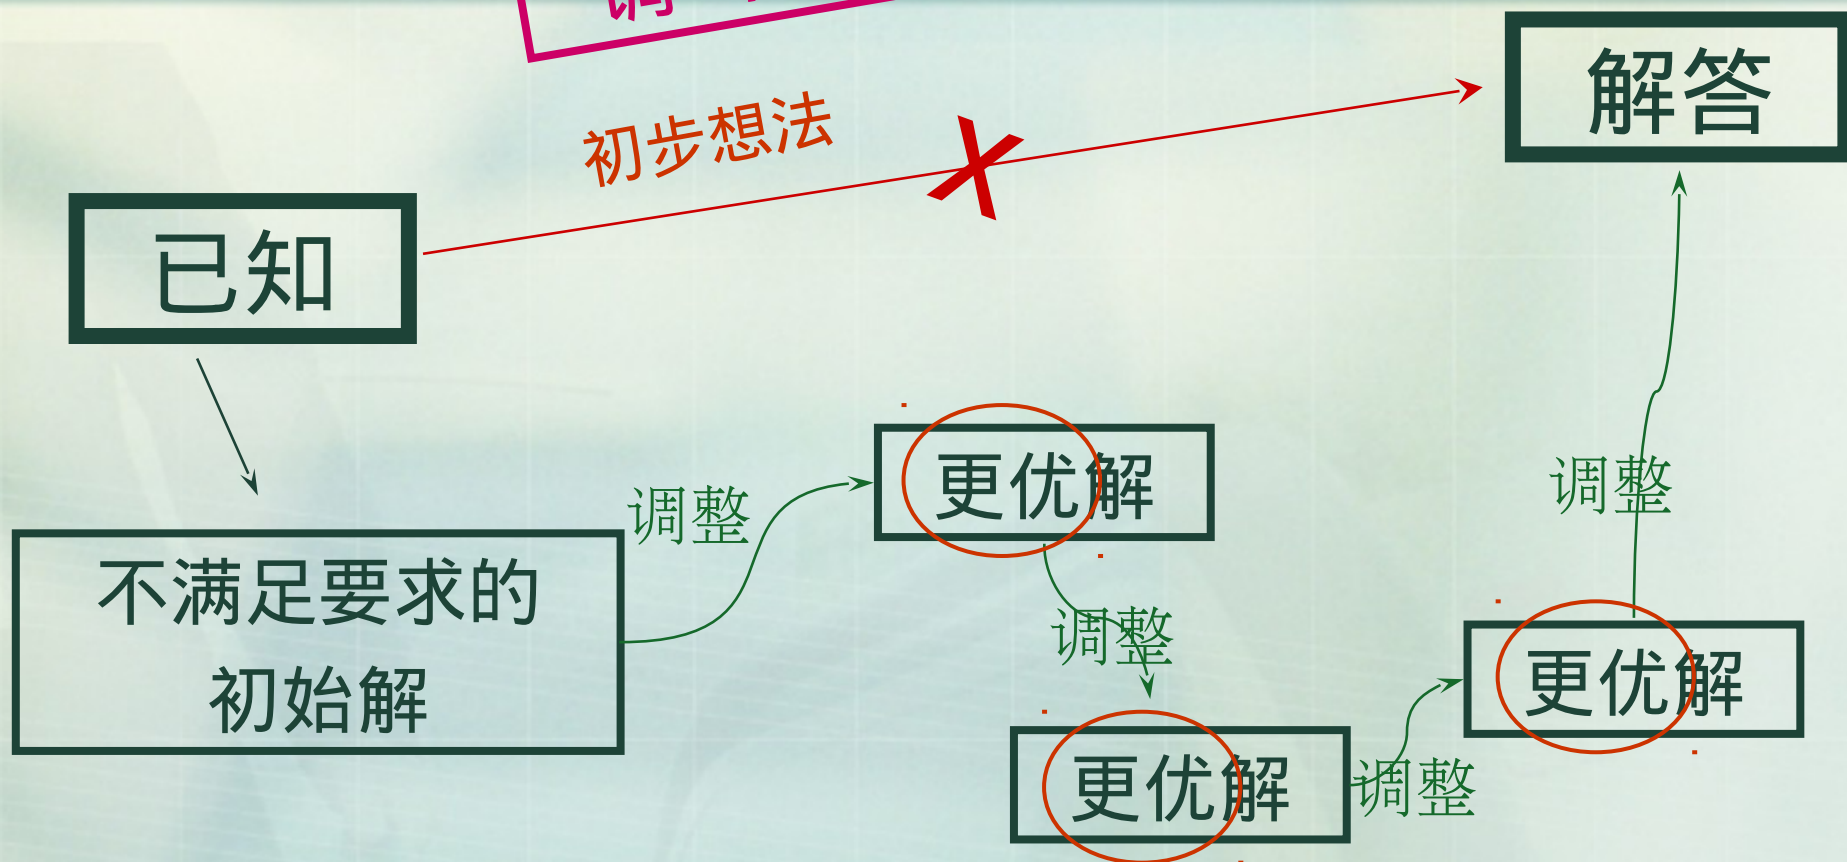 解答
初步想法
X
已知
更优解
调整
调整
不满足要求的
初始解
调整
更优解
更优解
调整